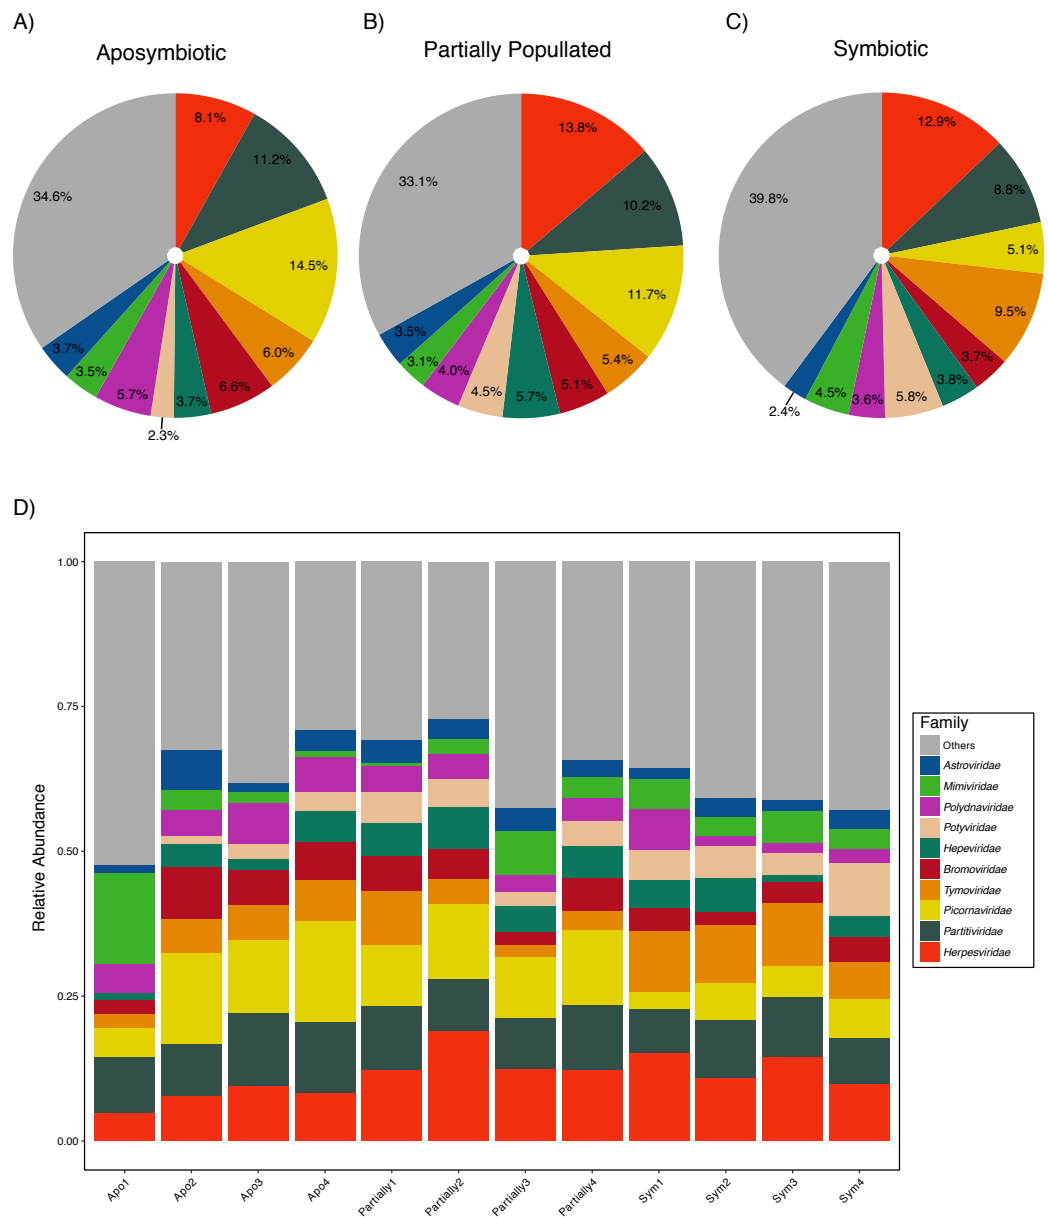 A)
B)
C)
Aposymbiotic
Partially Popullated
Symbiotic
8.1%
11.2%
14.5%
6.0%
6.6%
3.7%
2.3%
5.7%
3.5%
3.7%
34.6%
13.8%
10.2%
11.7%
5.4%
5.1%
5.7%
4.5%
4.0%
3.1%
3.5%
33.1%
12.9%
8.8%
5.1%
9.5%
3.7%
3.8%
5.8%
3.6%
4.5%
2.4%
39.8%
D)
Relative Abundance
1.00
0.75
0.50
0.25
0.00
Apo1
Apo2
Apo3
Apo4
Partially1
Partially2
Partially3
Partially4
Sym1
Sym2
Sym3
Sym4
Family
Others
Astroviridae
Mimiviridae
Polydnaviridae
Potyviridae
Hepeviridae
Bromoviridae
Tymoviridae
Picornaviridae
Partitiviridae
Herpesviridae